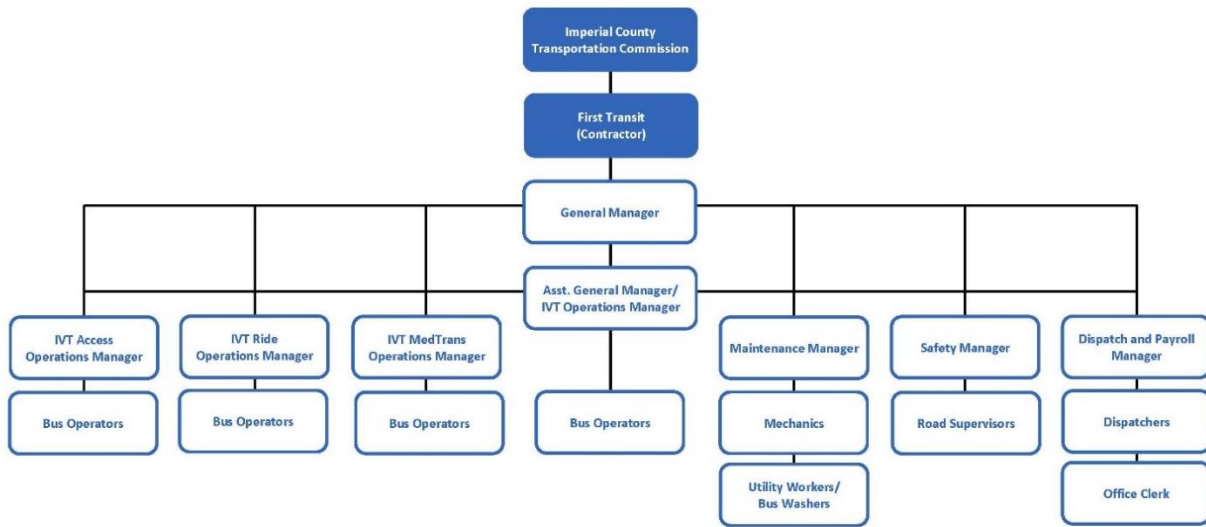 Imperial County
Transportation Commission
First Transit
(Contractor)
General Manager
Asst. General Manager/
IVT Operations Manager
IVT Access
Operations Manager
IVT Ride
Operations Manager
IVT MedTrans
Operations Manager
Maintenance Manager
Safety Manager
Dispatch and Payroll
Manager
Bus Operators
Bus Operators
Bus Operators
Bus Operators
Mechanics
Road Supervisors
Dispatchers
Utility Workers/
Bus Washers
Office Clerk